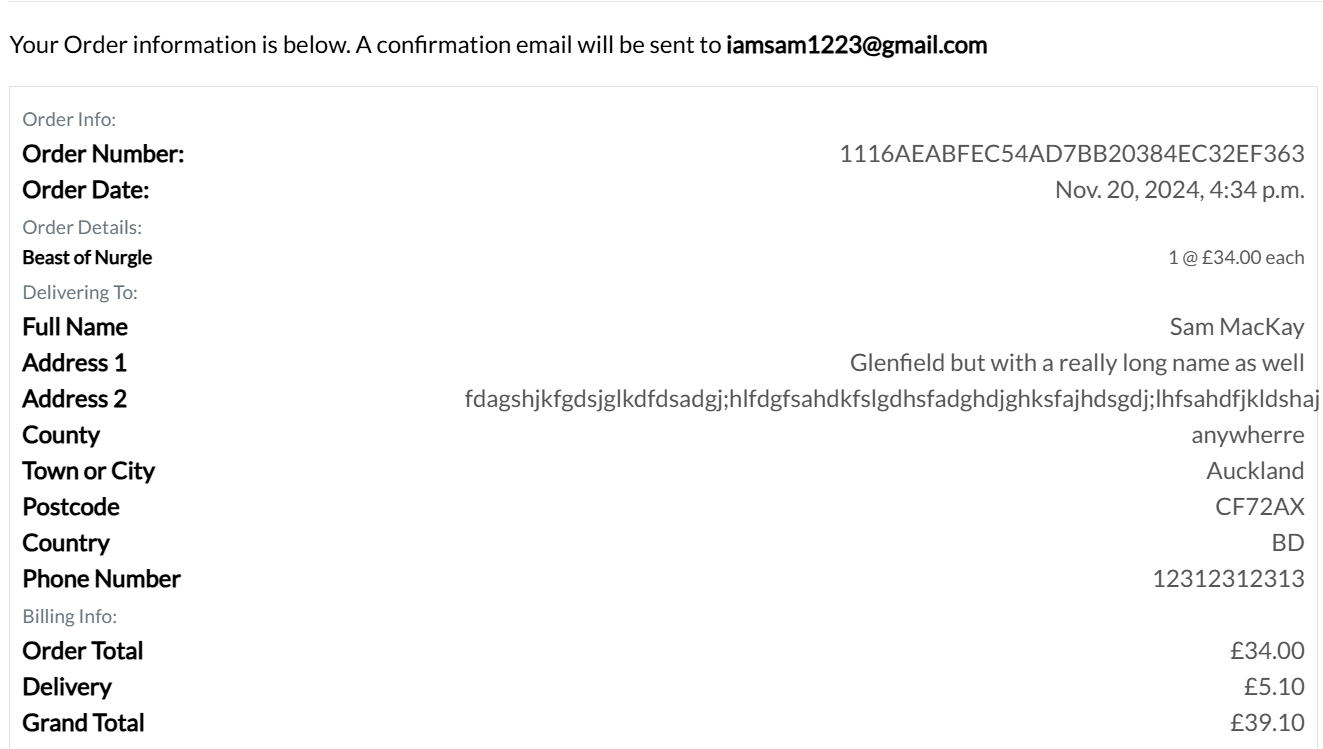 Your Order information is below. A confirmation email will be sent to iamsam1223@gmail.com
Order Info:
Order Number: 1116AEABFEC54AD7BB20384EC32EF363
Order Date: Nov. 20, 2024, 4:34 p.m.
Order Details:
Beast of Nurgle 1 @ £34.00 each
Delivering To:
Full Name Sam MacKay
Address 1 Glenfield but with a really long name as well
Address 2 fdagshjkfgdsjglkdfdsadgj;hlfdgfsahdkfslgdhsfadghdjghksfajhdsgdj;lhfsahdfjkldshaj
County anywherre
Town or City Auckland
Postcode CF72AX
Country BD
Phone Number 12312312313
Billing Info:
Order Total £34.00
Delivery £5.10
Grand Total £39.10